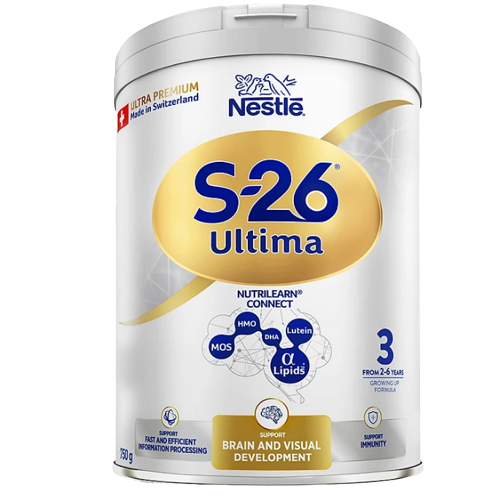 ULTRA PREMIUM
Made in Switzerland
Nestlé
S-26®
Ultima
NUTRILEARN®
CONNECT
MOS
HMO
DHA
Lutein
α
Lipids
3
FROM 2-6 YEARS
GROWING UP
FORMULA
SUPPORT
FAST AND EFFICIENT
INFORMATION PROCESSING
SUPPORT
BRAIN AND VISUAL
DEVELOPMENT
SUPPORT
IMMUNITY
750g